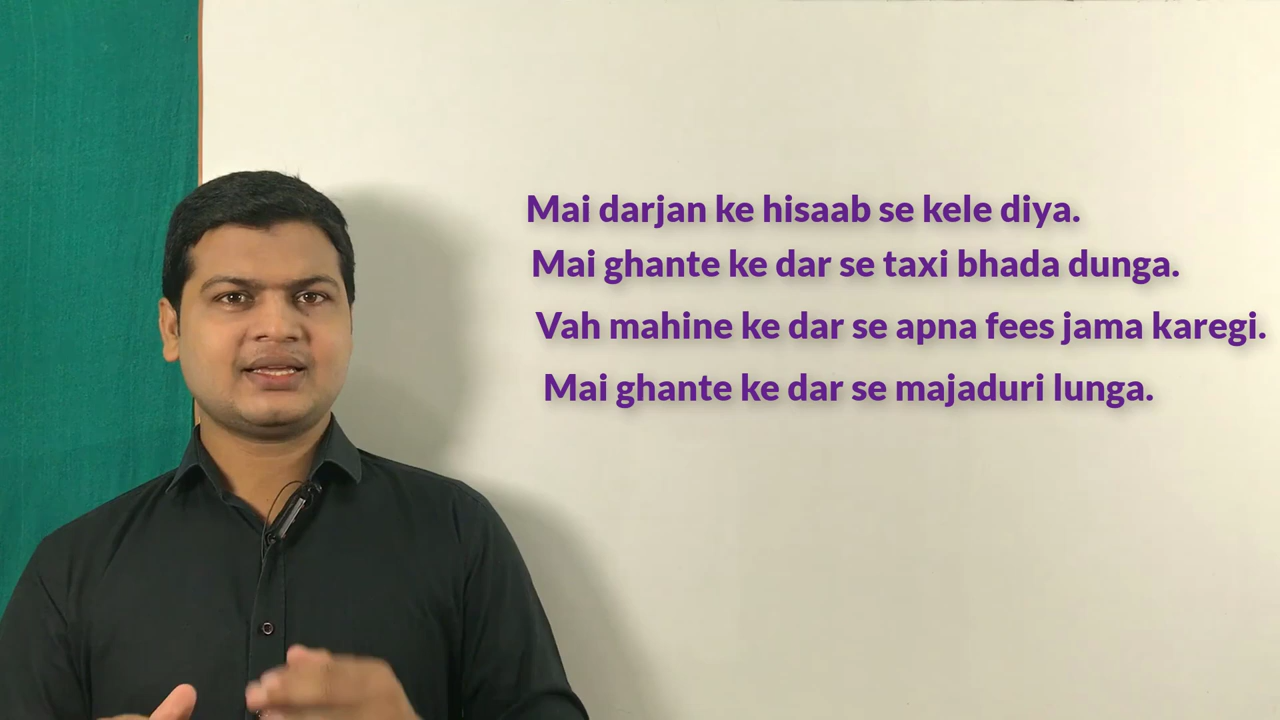 Mai darjan ke hisaab se kele diya.
Mai ghante ke dar se taxi bhada dunga.
Vah mahine ke dar se apna fees jama karegi.
Mai ghante ke dar se majaduri lunga.